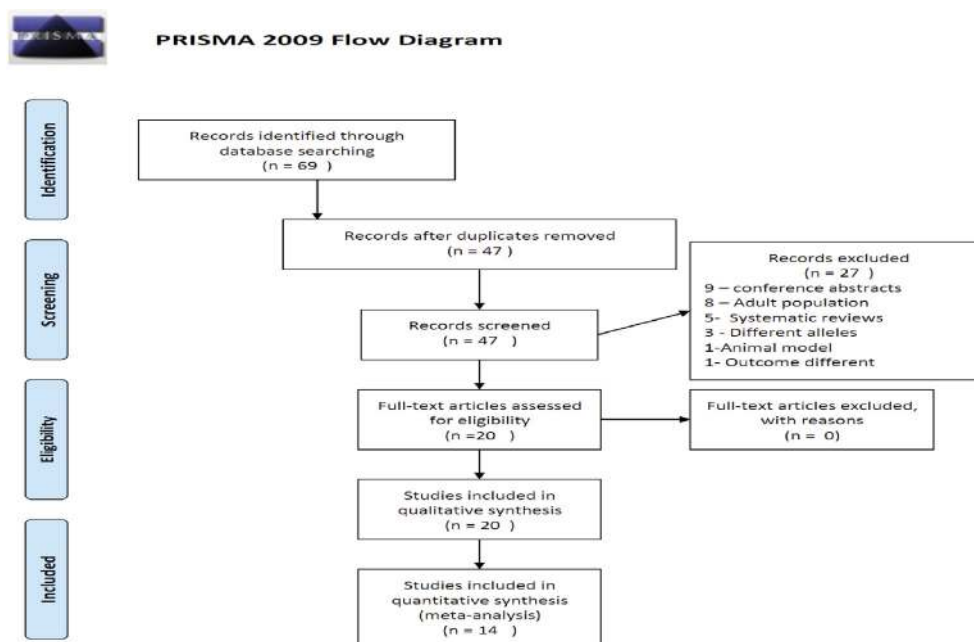 PRISMA
PRISMA 2009 Flow Diagram
Identification
Records identified through
database searching
(n = 69 )
Records after duplicates removed
(n = 47 )
Screening
Records screened
(n = 47 )
Records excluded
(n = 27 )
9 – conference abstracts
8 – Adult population
5- Systematic reviews
3 - Different alleles
1-Animal model
1- Outcome different
Eligibility
Full-text articles assessed
for eligibility
(n =20 )
Full-text articles excluded,
with reasons
(n = 0)
Studies included in
qualitative synthesis
(n = 20 )
Included
Studies included in
quantitative synthesis
(meta-analysis)
(n = 14 )